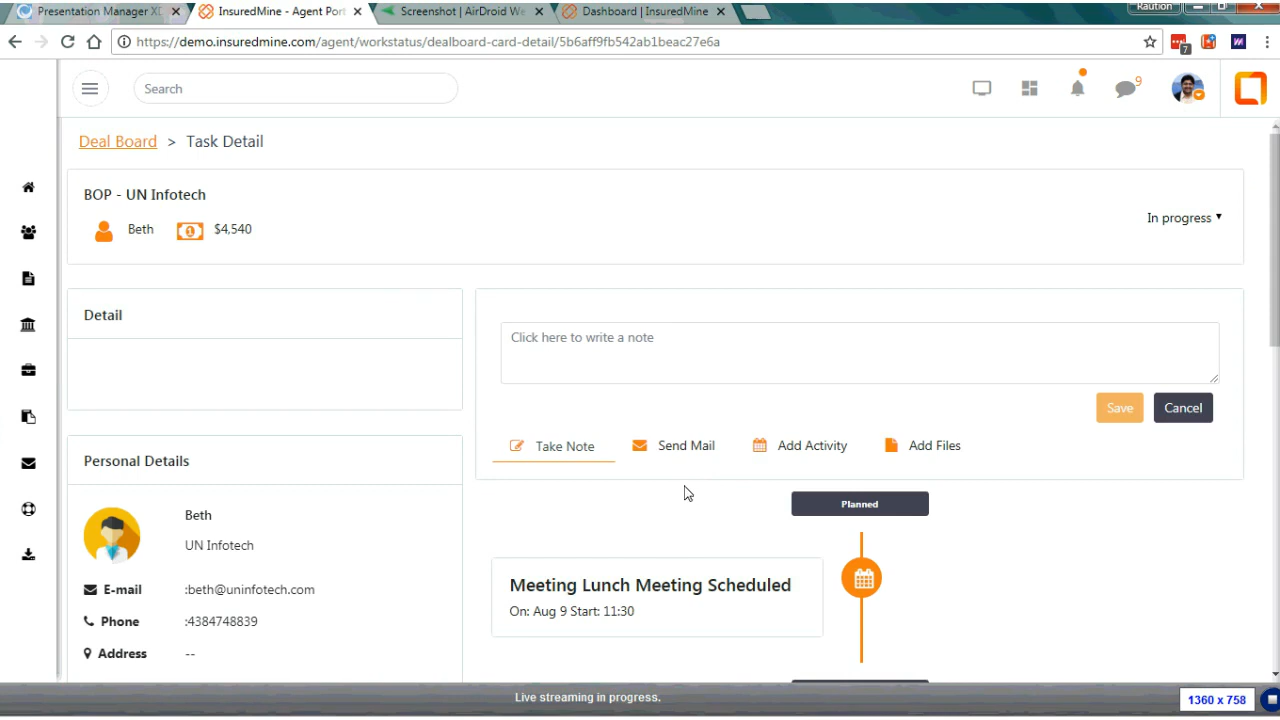 Presentation Manager XD
InsuredMine - Agent Port
Screenshot | AirDroid We
Dashboard | InsuredMine
Raution
https://demo.insuredmine.com/agent/workstatus/dealboard-card-detail/5b6aff9fb542ab1beac27e6a
7
Search
9
Deal Board > Task Detail
BOP - UN Infotech
Beth
$4,540
In progress
Detail
Click here to write a note
Save
Cancel
Take Note
Send Mail
Add Activity
Add Files
Personal Details
Planned
Beth
UN Infotech
Meeting Lunch Meeting Scheduled
On: Aug 9 Start: 11:30
E-mail :beth@uninfotech.com
Phone :4384748839
Address --
Live streaming in progress.
1360 x 758